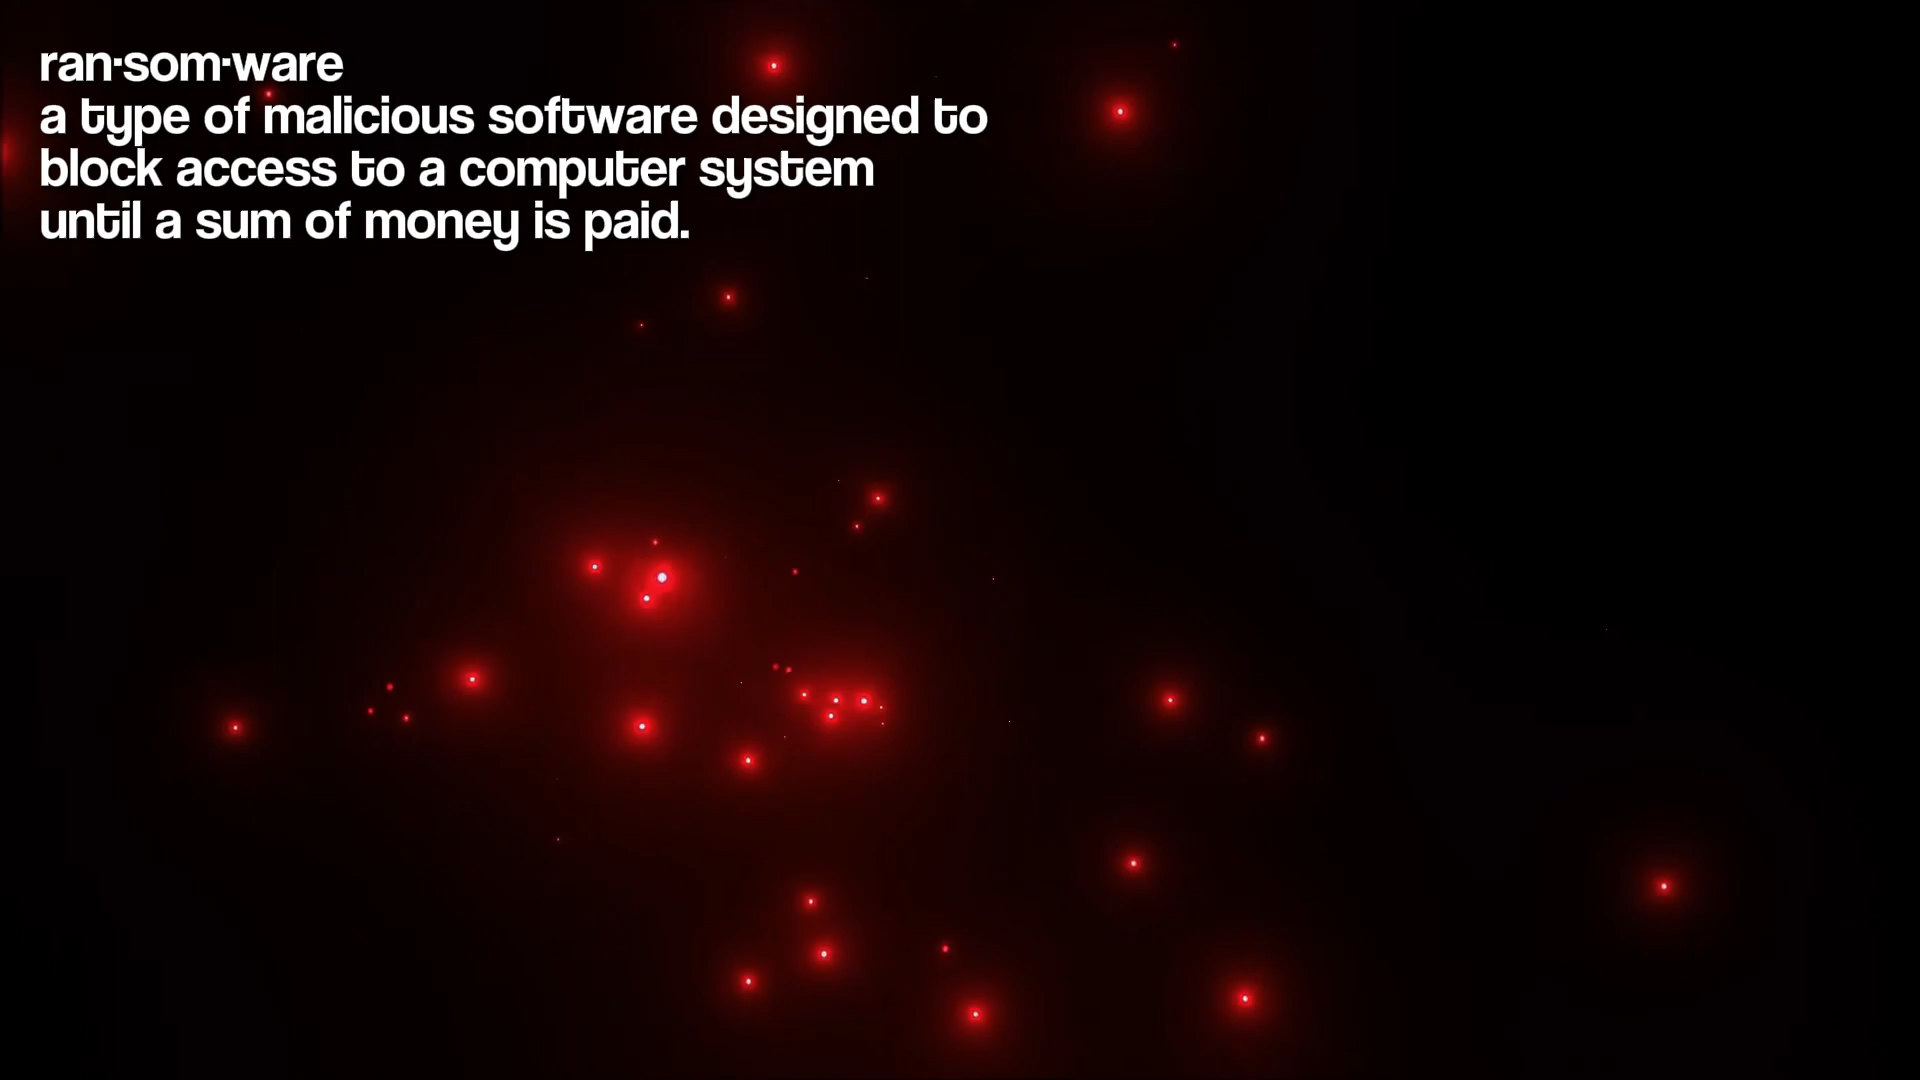 ran·som·ware
a type of malicious software designed to
block access to a computer system
until a sum of money is paid.